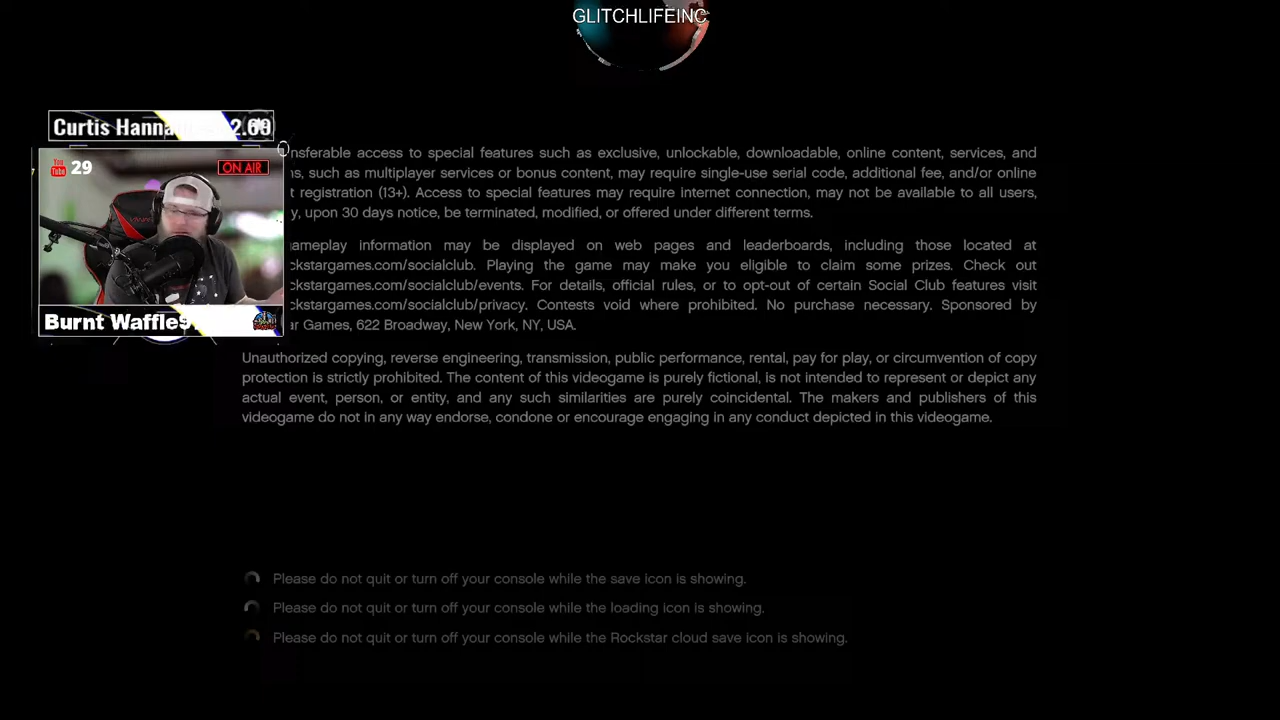 GLITCHLIFEINC
Curtis Hanna 2.60
You
Tube 29
ON AIR
Burnt Waffles
nsferable access to special features such as exclusive, unlockable, downloadable, online content, services, and
ns, such as multiplayer services or bonus content, may require single-use serial code, additional fee, and/or online
t registration (13+). Access to special features may require internet connection, may not be available to all users,
y, upon 30 days notice, be terminated, modified, or offered under different terms.
ameplay information may be displayed on web pages and leaderboards, including those located at
ckstargames.com/socialclub. Playing the game may make you eligible to claim some prizes. Check out
ckstargames.com/socialclub/events. For details, official rules, or to opt-out of certain Social Club features visit
ckstargames.com/socialclub/privacy. Contests void where prohibited. No purchase necessary. Sponsored by
ar Games, 622 Broadway, New York, NY, USA.
Unauthorized copying, reverse engineering, transmission, public performance, rental, pay for play, or circumvention of copy
protection is strictly prohibited. The content of this videogame is purely fictional, is not intended to represent or depict any
actual event, person, or entity, and any such similarities are purely coincidental. The makers and publishers of this
videogame do not in any way endorse, condone or encourage engaging in any conduct depicted in this videogame.
Please do not quit or turn off your console while the save icon is showing.
Please do not quit or turn off your console while the loading icon is showing.
Please do not quit or turn off your console while the Rockstar cloud save icon is showing.